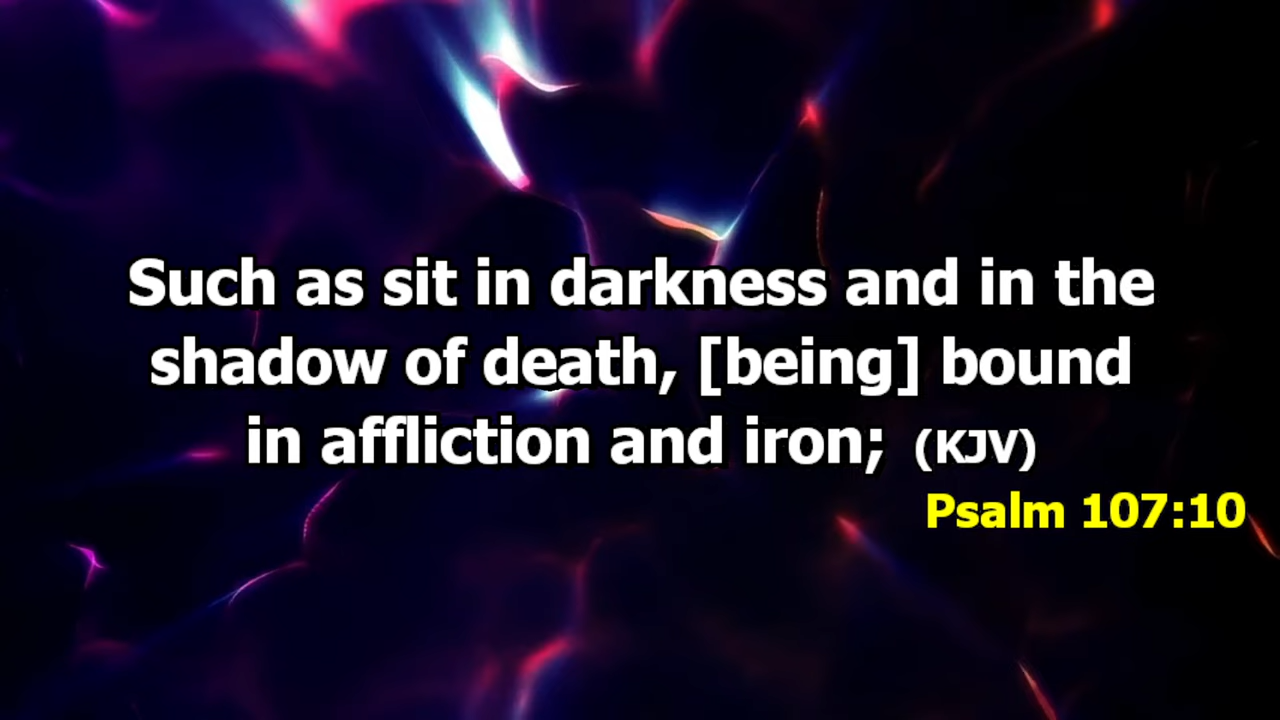 Such as sit in darkness and in the
shadow of death, [being] bound
in affliction and iron; (KJV)
Psalm 107:10